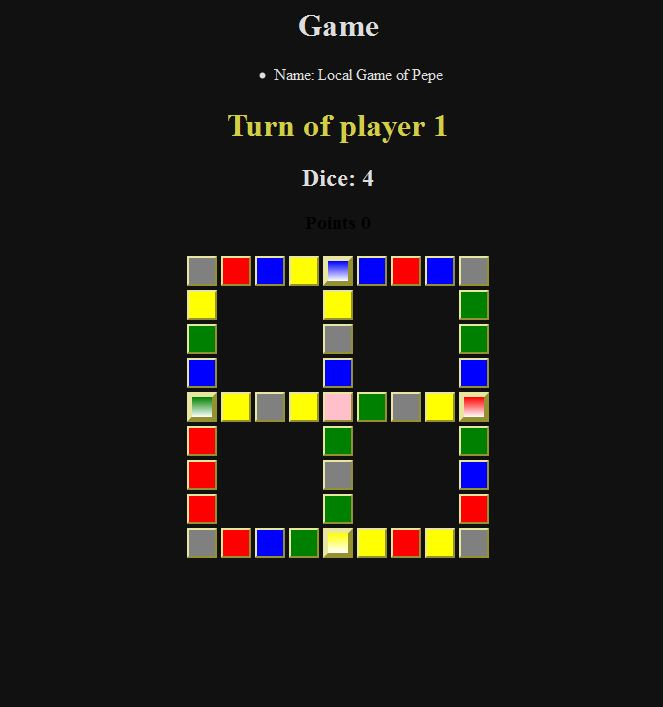 Game
Name: Local Game of Pepe
Turn of player 1
Dice: 4
Points 0